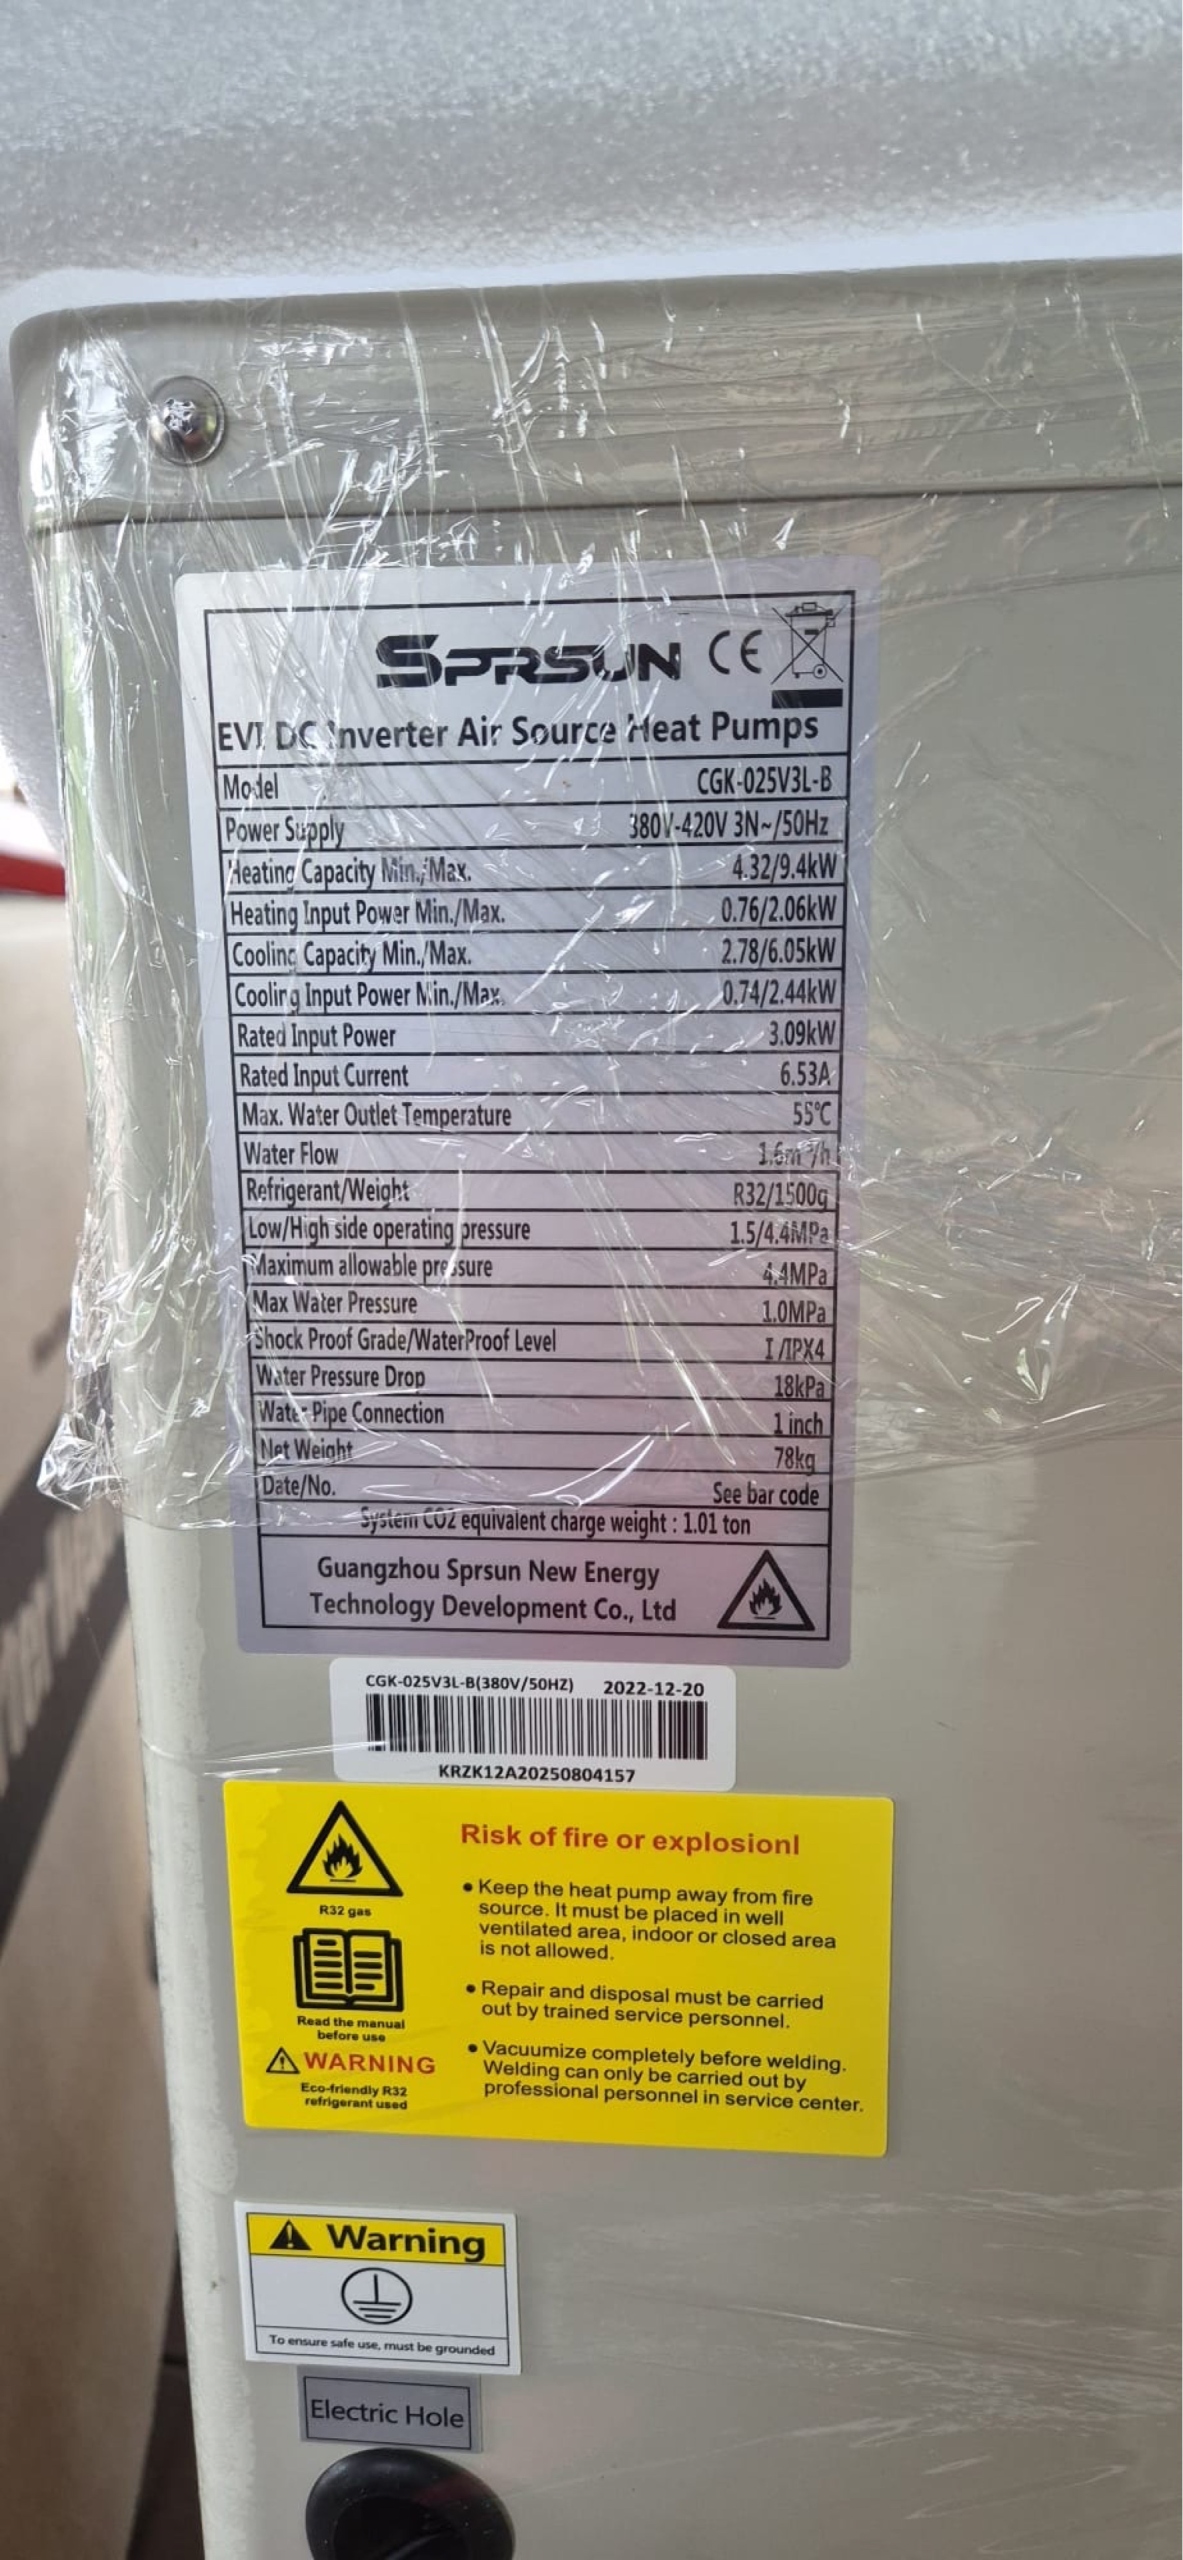 SPRSUN CE
EVI DC Inverter Air Source Heat Pumps
Model CGK-025V3L-B
Power Supply 380V-420V 3N~/50Hz
Heating Capacity Min./Max. 4.32/9.4kW
Heating Input Power Min./Max. 0.76/2.06kW
Cooling Capacity Min./Max. 2.78/6.05kW
Cooling Input Power Min./Max. 0.74/2.44kW
Rated Input Power 3.09kW
Rated Input Current 6.53A
Max. Water Outlet Temperature 55℃
Water Flow 1.6m³/h
Refrigerant/Weight R32/1500g
Low/High side operating pressure 1.5/4.4MPa
Maximum allowable pressure 4.4MPa
Max Water Pressure 1.0MPa
Shock Proof Grade/WaterProof Level I/IPX4
Water Pressure Drop 18kPa
Water Pipe Connection 1 inch
Net Weight 78kg
Date/No. See bar code
System CO2 equivalent charge weight : 1.01 ton
Guangzhou Sprsun New Energy
Technology Development Co., Ltd
CGK-025V3L-B(380V/50HZ) 2022-12-20
KRZK12A20250804157
R32 gas
Read the manual
before use
WARNING
Eco-friendly R32
refrigerant used
Risk of fire or explosionl
• Keep the heat pump away from fire
source. It must be placed in well
ventilated area, indoor or closed area
is not allowed.
• Repair and disposal must be carried
out by trained service personnel.
• Vacuumize completely before welding.
Welding can only be carried out by
professional personnel in service center.
Warning
To ensure safe use, must be grounded
Electric Hole